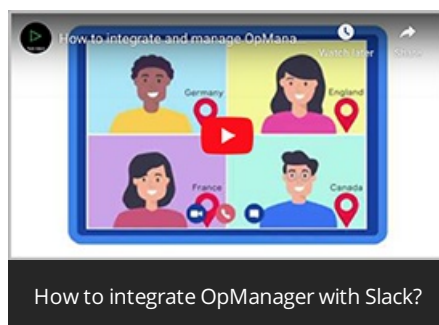 How to integrate and manage OpMana...
Watch later
Share
Germany
England
France
Canada
How to integrate OpManager with Slack?